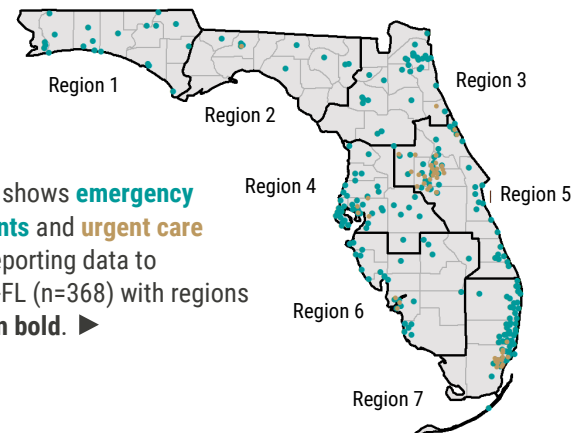 Region 1
Region 2
Region 3
Region 4
Region 5
Region 6
Region 7
shows emergency
nts and urgent care
eporting data to
-FL (n=368) with regions
n bold. ►